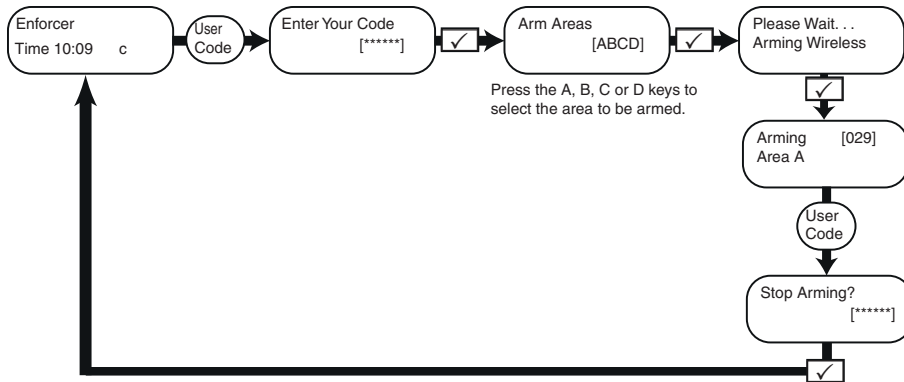 Enforcer
Time 10:09 c
User
Code
Enter Your Code
[******]
✓
Arm Areas
[ABCD]
✓
Press the A, B, C or D keys to
select the area to be armed.
Please Wait. . .
Arming Wireless
✓
Arming [029]
Area A
User
Code
Stop Arming?
[******]
✓